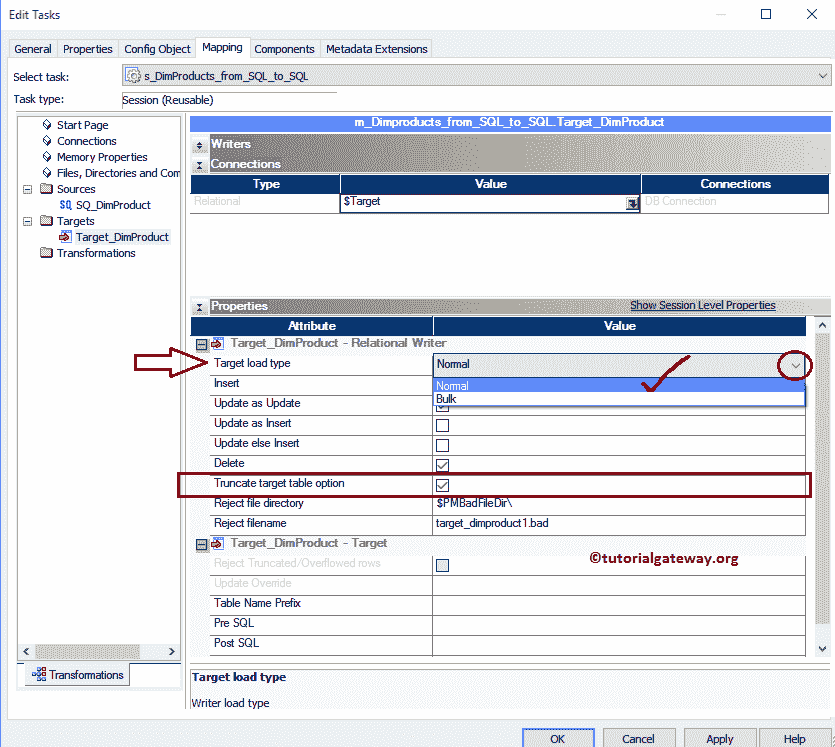 Edit Tasks
General Properties Config Object Mapping Components Metadata Extensions
Select task: s_DimProducts_from_SQL_to_SQL
Task type: Session (Reusable)
Start Page
Connections
Memory Properties
Files, Directories and Com
Sources
SQ_DimProduct
Targets
Target_DimProduct
Transformations
Transformations
m_Dimproducts_from_SQL_to_SQL.Target_DimProduct
Writers
Connections
Type Value Connections
Relational $Target DB Connection
Properties Show Session Level Properties
Attribute Value
Target_DimProduct - Relational Writer
Target load type Normal
Insert Normal
Bulk
Update as Update
Update as Insert
Update else Insert
Delete
Truncate target table option
Reject file directory $PMBadFileDir\
Reject filename target_dimproduct1.bad
Target_DimProduct - Target
©tutorialgateway.org
Reject Truncated/Overflowed rows
Update Override
Table Name Prefix
Pre SQL
Post SQL
Target load type
Writer load type
OK Cancel Apply Help